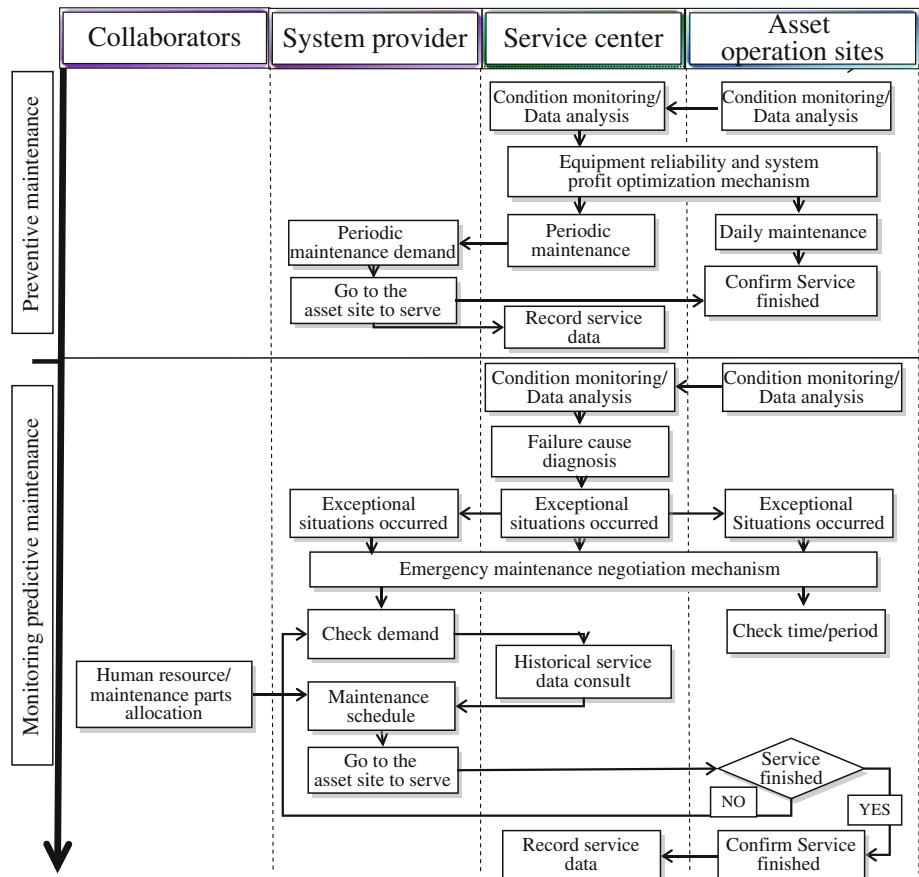 Collaborators
System provider
Service center
Asset
operation sites
Preventive maintenance
Condition monitoring/
Data analysis
Condition monitoring/
Data analysis
Equipment reliability and system
profit optimization mechanism
Periodic
maintenance demand
Periodic
maintenance
Daily maintenance
Go to the
asset site to serve
Confirm Service
finished
Record service
data
Monitoring predictive maintenance
Condition monitoring/
Data analysis
Condition monitoring/
Data analysis
Failure cause
diagnosis
Exceptional
situations occurred
Exceptional
situations occurred
Exceptional
Situations occurred
Emergency maintenance negotiation mechanism
Check demand
Check time/period
Historical service
data consult
Human resource/
maintenance parts
allocation
Maintenance
schedule
Go to the
asset site to serve
Service
finished
NO
YES
Record service
data
Confirm Service
finished